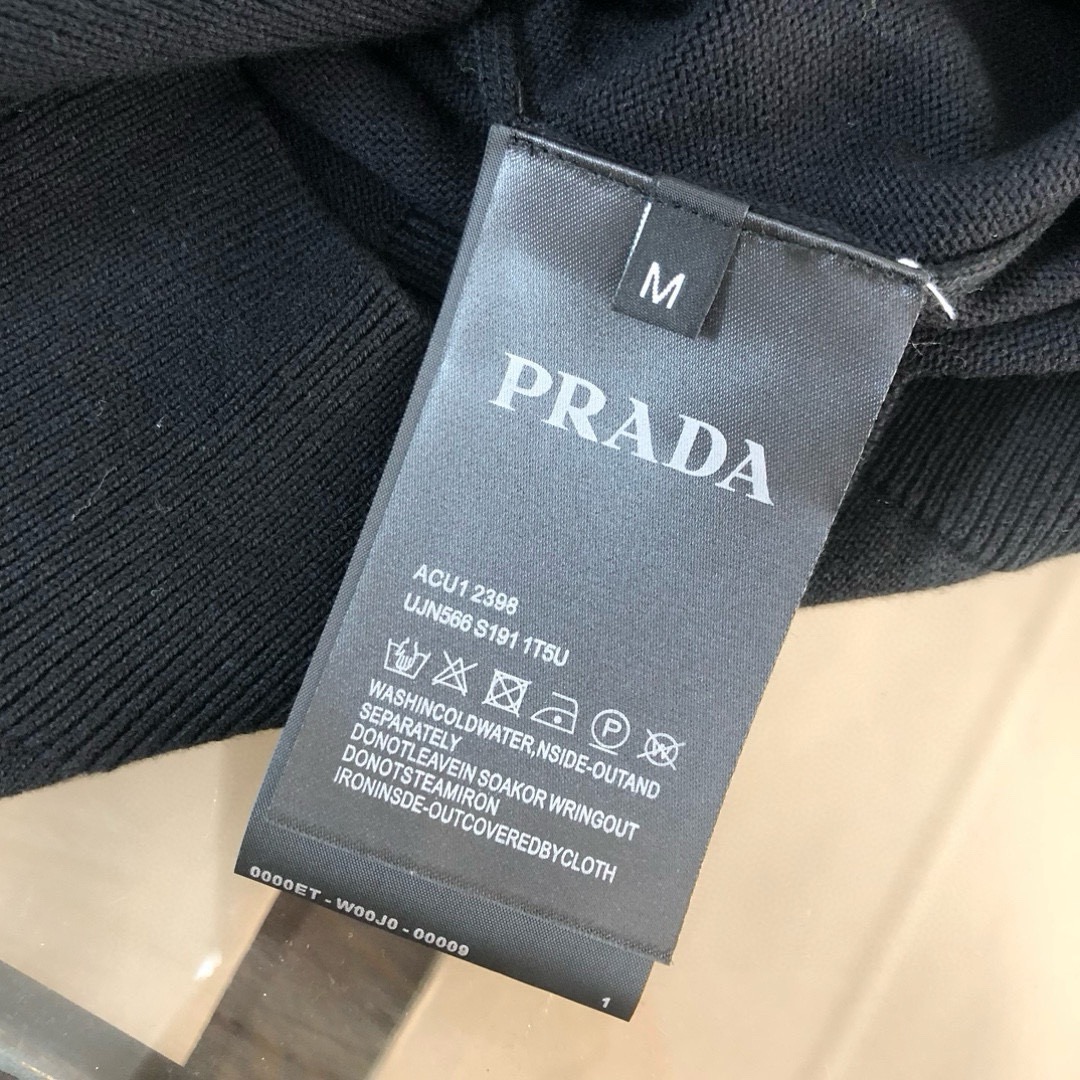 M
PRADA
ACU1 2398
UJN566 S191 1T5U
P
W
WASHINCOLDWATER,NSIDE-OUTAND
SEPARATELY
DONOTLEAVEIN SOAKOR WRINGOUT
DONOTSTEAMIRON
IRONINSDE-OUTCOVEREDBYCLOTH
0000ET - W00J0 - 00009
1